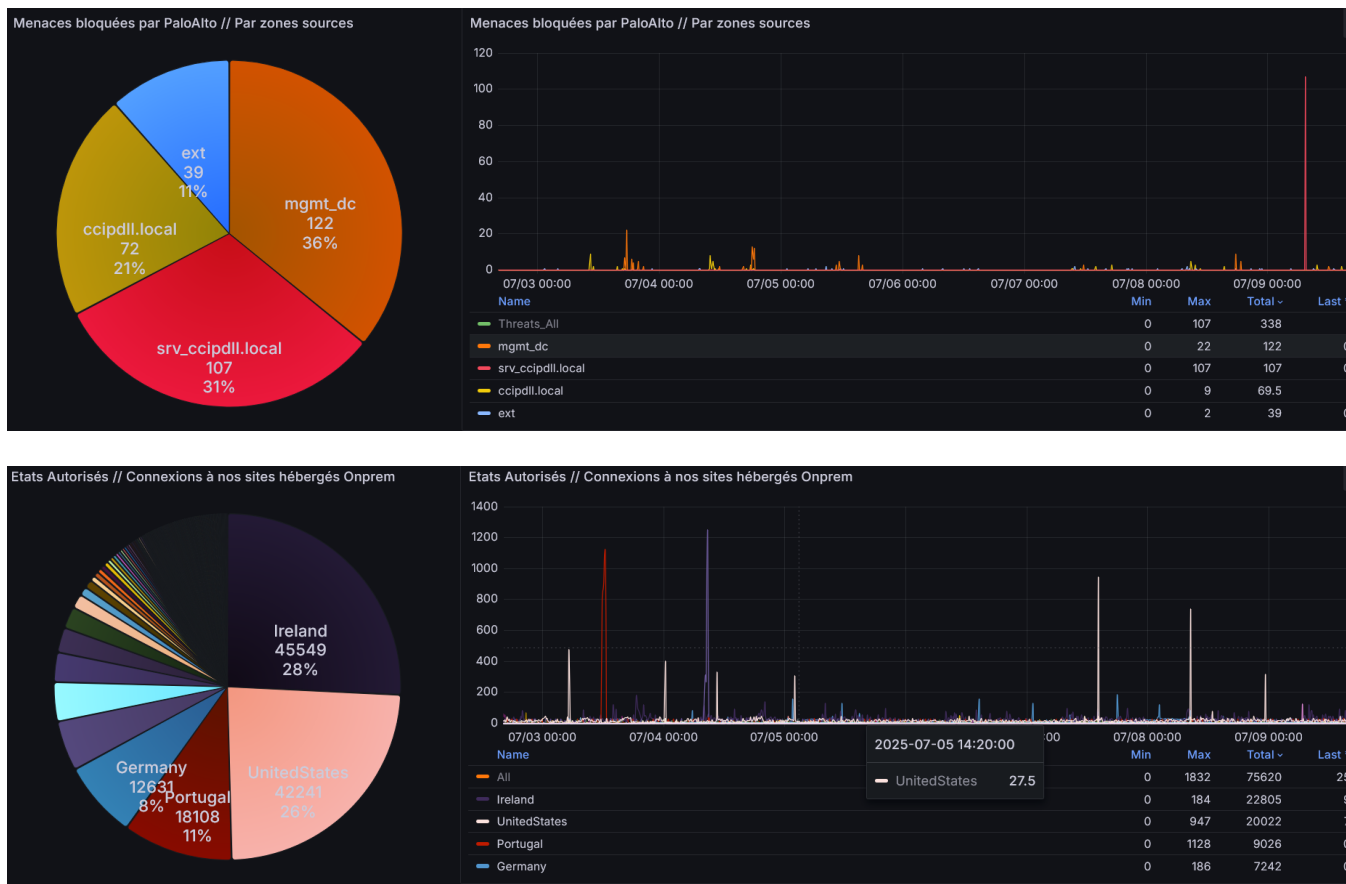 Menaces bloquées par PaloAlto // Par zones sources
ext
39
11%
mgmt_dc
122
36%
ccipdll.local
72
21%
srv_ccipdll.local
107
31%
Menaces bloquées par PaloAlto // Par zones sources
120
100
80
60
40
20
0
07/03 00:00 07/04 00:00 07/05 00:00 07/06 00:00 07/07 00:00 07/08 00:00 07/09 00:00
Name Min Max Total Last
Threats_All 0 107 338
mgmt_dc 0 22 122
srv_ccipdll.local 0 107 107
ccipdll.local 0 9 69.5
ext 0 2 39
Etats Autorisés // Connexions à nos sites hébergés Onprem
Ireland
45549
28%
Germany
12631
8%
Portugal
18108
11%
UnitedStates
42241
26%
Etats Autorisés // Connexions à nos sites hébergés Onprem
1400
1200
1000
800
600
400
200
0
07/03 00:00 07/04 00:00 07/05 00:00 07/08 00:00 07/09 00:00
2025-07-05 14:20:00
UnitedStates 27.5
Name Min Max Total Last
All 0 1832 75620
Ireland 0 184 22805
UnitedStates 0 947 20022
Portugal 0 1128 9026
Germany 0 186 7242